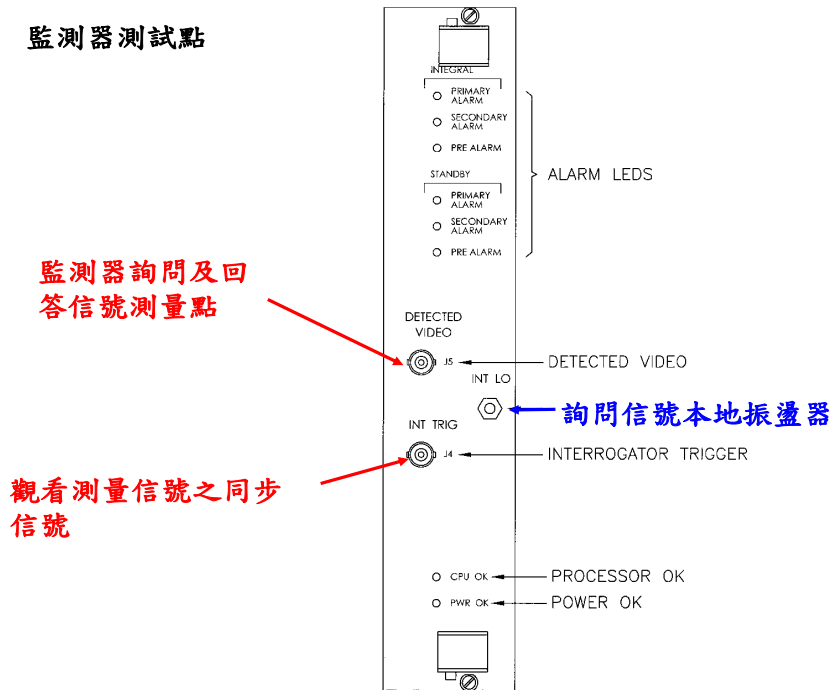 監測器測試點
INTEGRAL
PRIMARY
ALARM
SECONDARY
ALARM
PRE ALARM
STANDBY
PRIMARY
ALARM
SECONDARY
ALARM
PRE ALARM
ALARM LEDS
監測器詢問及回
答信號測量點
DETECTED
VIDEO
J5
DETECTED VIDEO
INT LO
詢問信號本地振盪器
INT TRIG
J4
INTERROGATOR TRIGGER
觀看測量信號之同步
信號
CPU OK
PROCESSOR OK
PWR OK
POWER OK